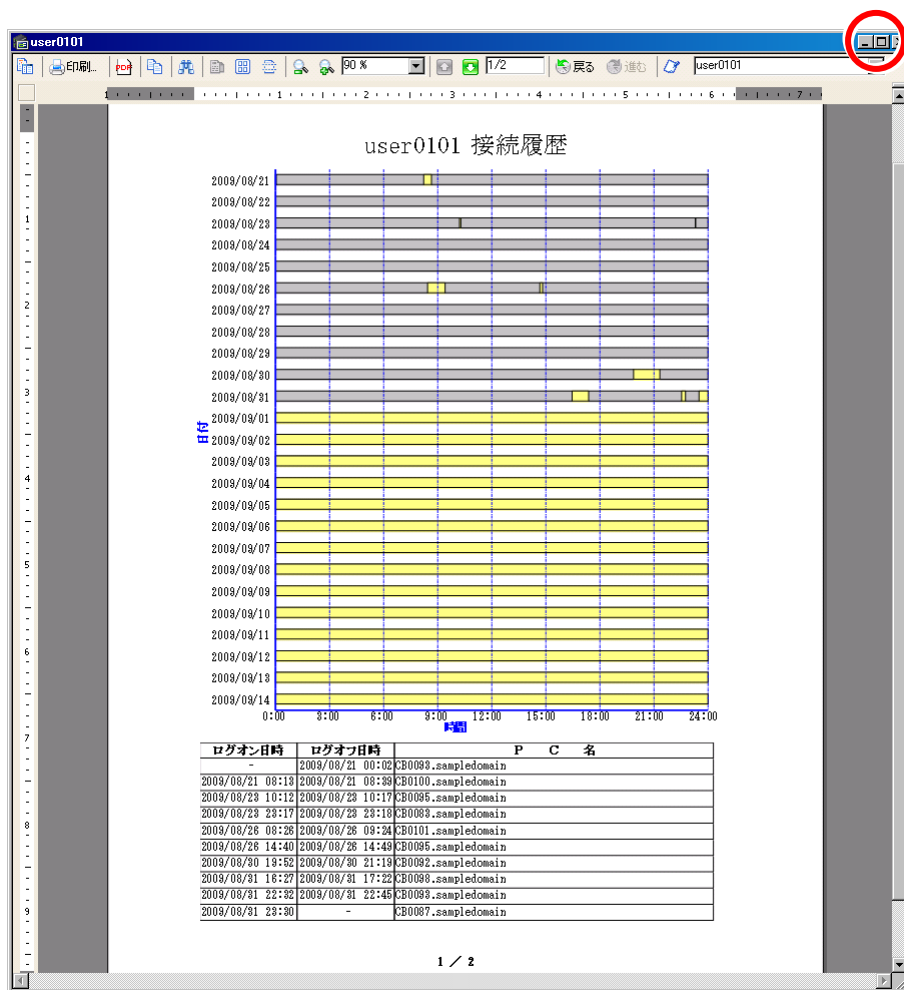 user0101
印刷... PDF 90 % 1/2 戻る 進む user0101
1 2 3 4 5 6 7
user0101 接続履歴
2009/08/21
2009/08/22
2009/08/23
2009/08/24
2009/08/25
2009/08/26
2009/08/27
2009/08/28
2009/08/29
2009/08/30
2009/08/31
2009/09/01
日付
2009/09/02
2009/09/03
2009/09/04
2009/09/05
2009/09/06
2009/09/07
2009/09/08
2009/09/09
2009/09/10
2009/09/11
2009/09/12
2009/09/13
2009/09/14
0:00 3:00 6:00 9:00 12:00 15:00 18:00 21:00 24:00
時間
ログオン日時 ログオフ日時 P C 名
- 2009/08/21 00:02 CB0093.sampledomain
2009/08/21 08:13 2009/08/21 08:39 CB0100.sampledomain
2009/08/23 10:12 2009/08/23 10:17 CB0095.sampledomain
2009/08/23 23:17 2009/08/23 23:18 CB0083.sampledomain
2009/08/26 08:26 2009/08/26 09:24 CB0101.sampledomain
2009/08/26 14:40 2009/08/26 14:49 CB0095.sampledomain
2009/08/30 19:52 2009/08/30 21:19 CB0092.sampledomain
2009/08/31 16:27 2009/08/31 17:22 CB0098.sampledomain
2009/08/31 22:32 2009/08/31 22:45 CB0093.sampledomain
2009/08/31 23:30 - CB0087.sampledomain
1 / 2
1
2
3
4
5
6
7
8
9